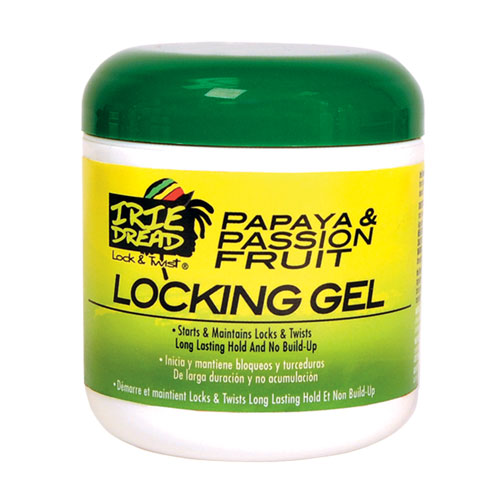 IRIE
DREAD
Lock & Twist®
PAPAYA &
PASSION
FRUIT
LOCKING GEL
• Starts & Maintains Locks & Twists
Long Lasting Hold And No Build-Up
• Inicia y mantiene bloqueos y turceduras
De larga duración y no acumulación
• Démarre et maintient Locks & Twists Long Lasting Hold Et Non Build-Up